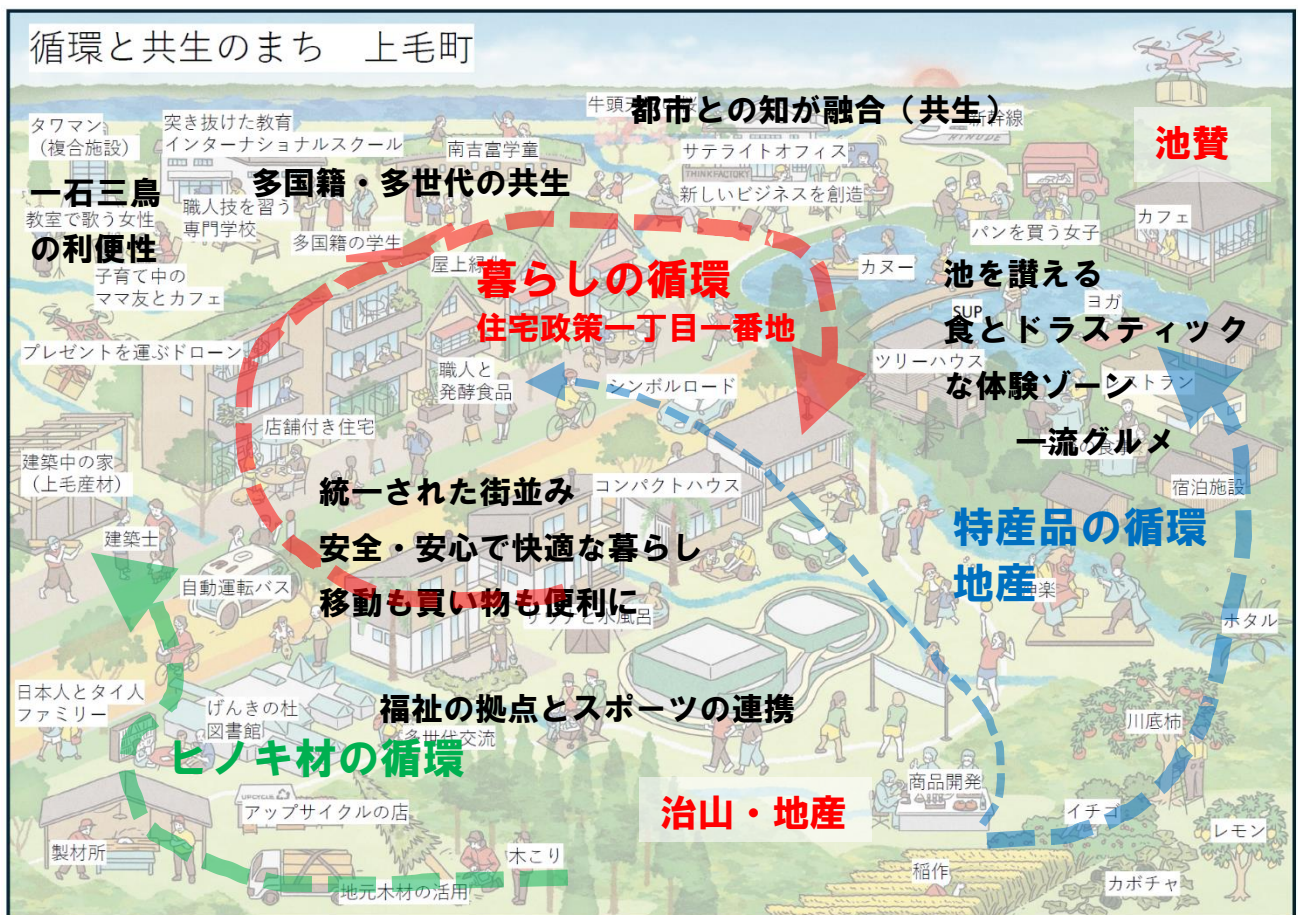 循環と共生のまち 上毛町
都市との知が融合（共生）
新幹線
タワマン
（複合施設）
突き抜けた教育
インターナショナルスクール
南吉富学童
サテライトオフィス
THINK FACTORY
池賛
一石三鳥
の利便性
多国籍・多世代の共生
新しいビジネスを創造
カフェ
教室で歌う女性
職人技を習う
専門学校
多国籍の学生
パンを買う女子
子育て中の
ママ友とカフェ
暮らしの循環
住宅政策一丁目一番地
カヌー
池を讃える
食とドラスティック
な体験ゾーン
一流グルメ
SUP
ヨガ
プレゼントを運ぶドローン
職人と
発酵食品
シンボルロード
ツリーハウス
店舗付き住宅
建築中の家
（上毛産材）
コンパクトハウス
宿泊施設
統一された街並み
安全・安心で快適な暮らし
移動も買い物も便利に
特産品の循環
地産
建築士
自動運転バス
ホタル
日本人とタイ人
ファミリー
げんきの杜
図書館
福祉の拠点とスポーツの連携
多世代交流
川底柿
ヒノキ材の循環
治山・地産
商品開発
UPCYCLE
アップサイクルの店
イチゴ
レモン
製材所
木こり
地元木材の活用
稲作
カボチャ